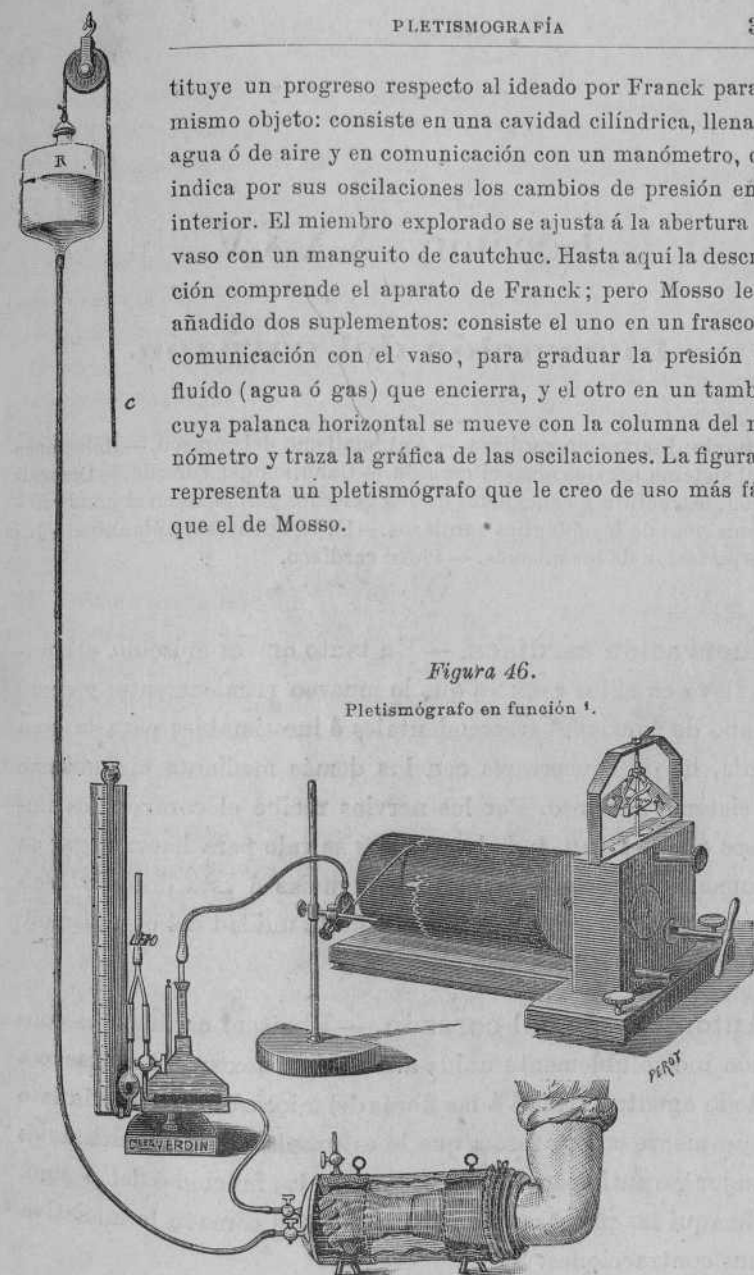 PLETISMOGRAFÍA 3
tituye un progreso respecto al ideado por Franck para
mismo objeto: consiste en una cavidad cilíndrica, llena
agua ó de aire y en comunicación con un manómetro,
indica por sus oscilaciones los cambios de presión en
interior. El miembro explorado se ajusta á la abertura
vaso con un manguito de cautchuc. Hasta aquí la descri
ción comprende el aparato de Franck; pero Mosso le
añadido dos suplementos: consiste el uno en un frasco
comunicación con el vaso, para graduar la presión
fluído (agua ó gas) que encierra, y el otro en un tamb
cuya palanca horizontal se mueve con la columna del
nómetro y traza la gráfica de las oscilaciones. La figura
representa un pletismógrafo que le creo de uso más fá
que el de Mosso.
R
C
Figura 46.
Pletismógrafo en función ¹.
PEROT
CH. VERDIN